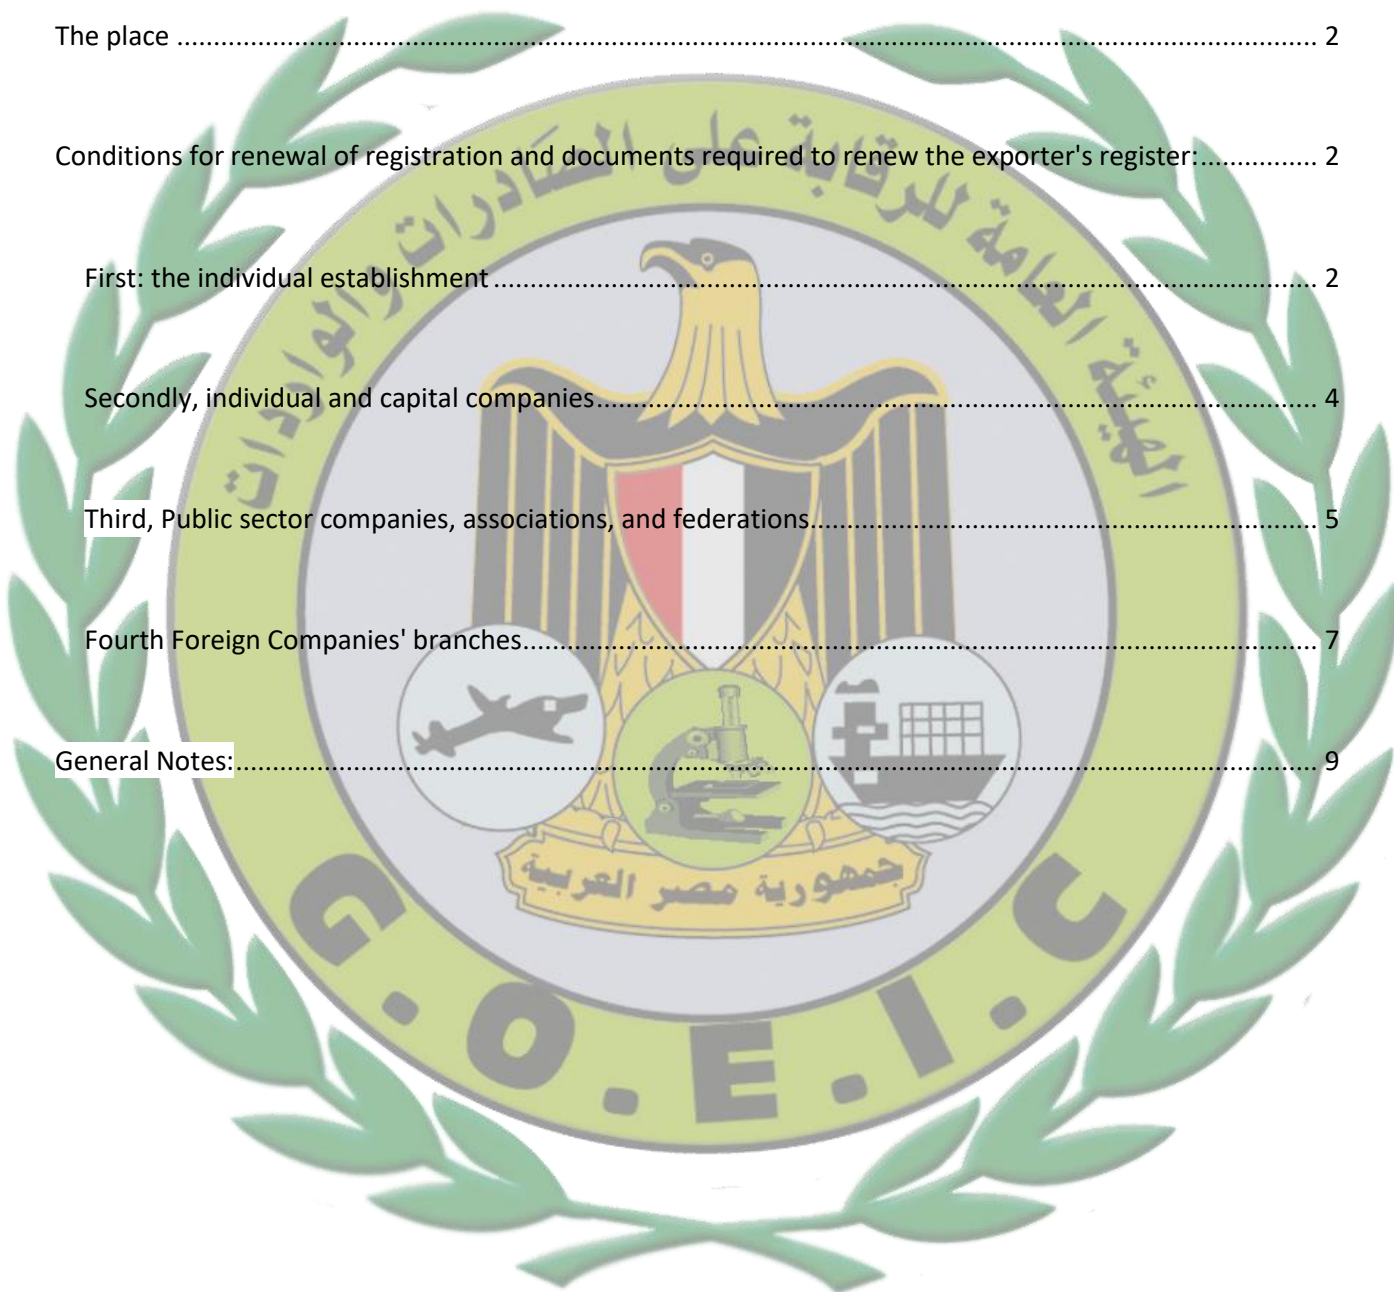 The place ........................................................................................................................................................ 2
Conditions for renewal of registration and documents required to renew the exporter's register:............... 2
First: the individual establishment ............................................................................................................. 2
Secondly, individual and capital companies................................................................................................ 4
Third, Public sector companies, associations, and federations.................................................................... 5
Fourth Foreign Companies' branches.......................................................................................................... 7
General Notes:................................................................................................................................................ 9
الهيئة العامة للرقابة على الصَادرات والواردات
جمهورية مصر العربية
G.O.E.I.C